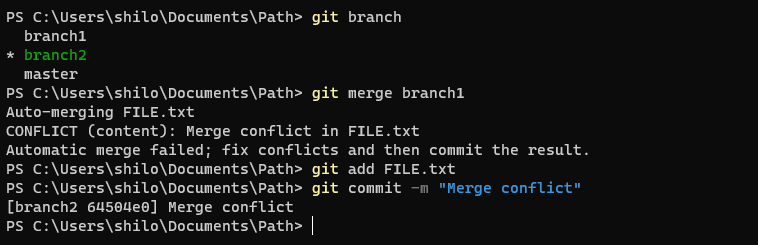 PS C:\Users\shilo\Documents\Path> git branch
  branch1
* branch2
  master
PS C:\Users\shilo\Documents\Path> git merge branch1
Auto-merging FILE.txt
CONFLICT (content): Merge conflict in FILE.txt
Automatic merge failed; fix conflicts and then commit the result.
PS C:\Users\shilo\Documents\Path> git add FILE.txt
PS C:\Users\shilo\Documents\Path> git commit -m "Merge conflict"
[branch2 64504e0] Merge conflict
PS C:\Users\shilo\Documents\Path>